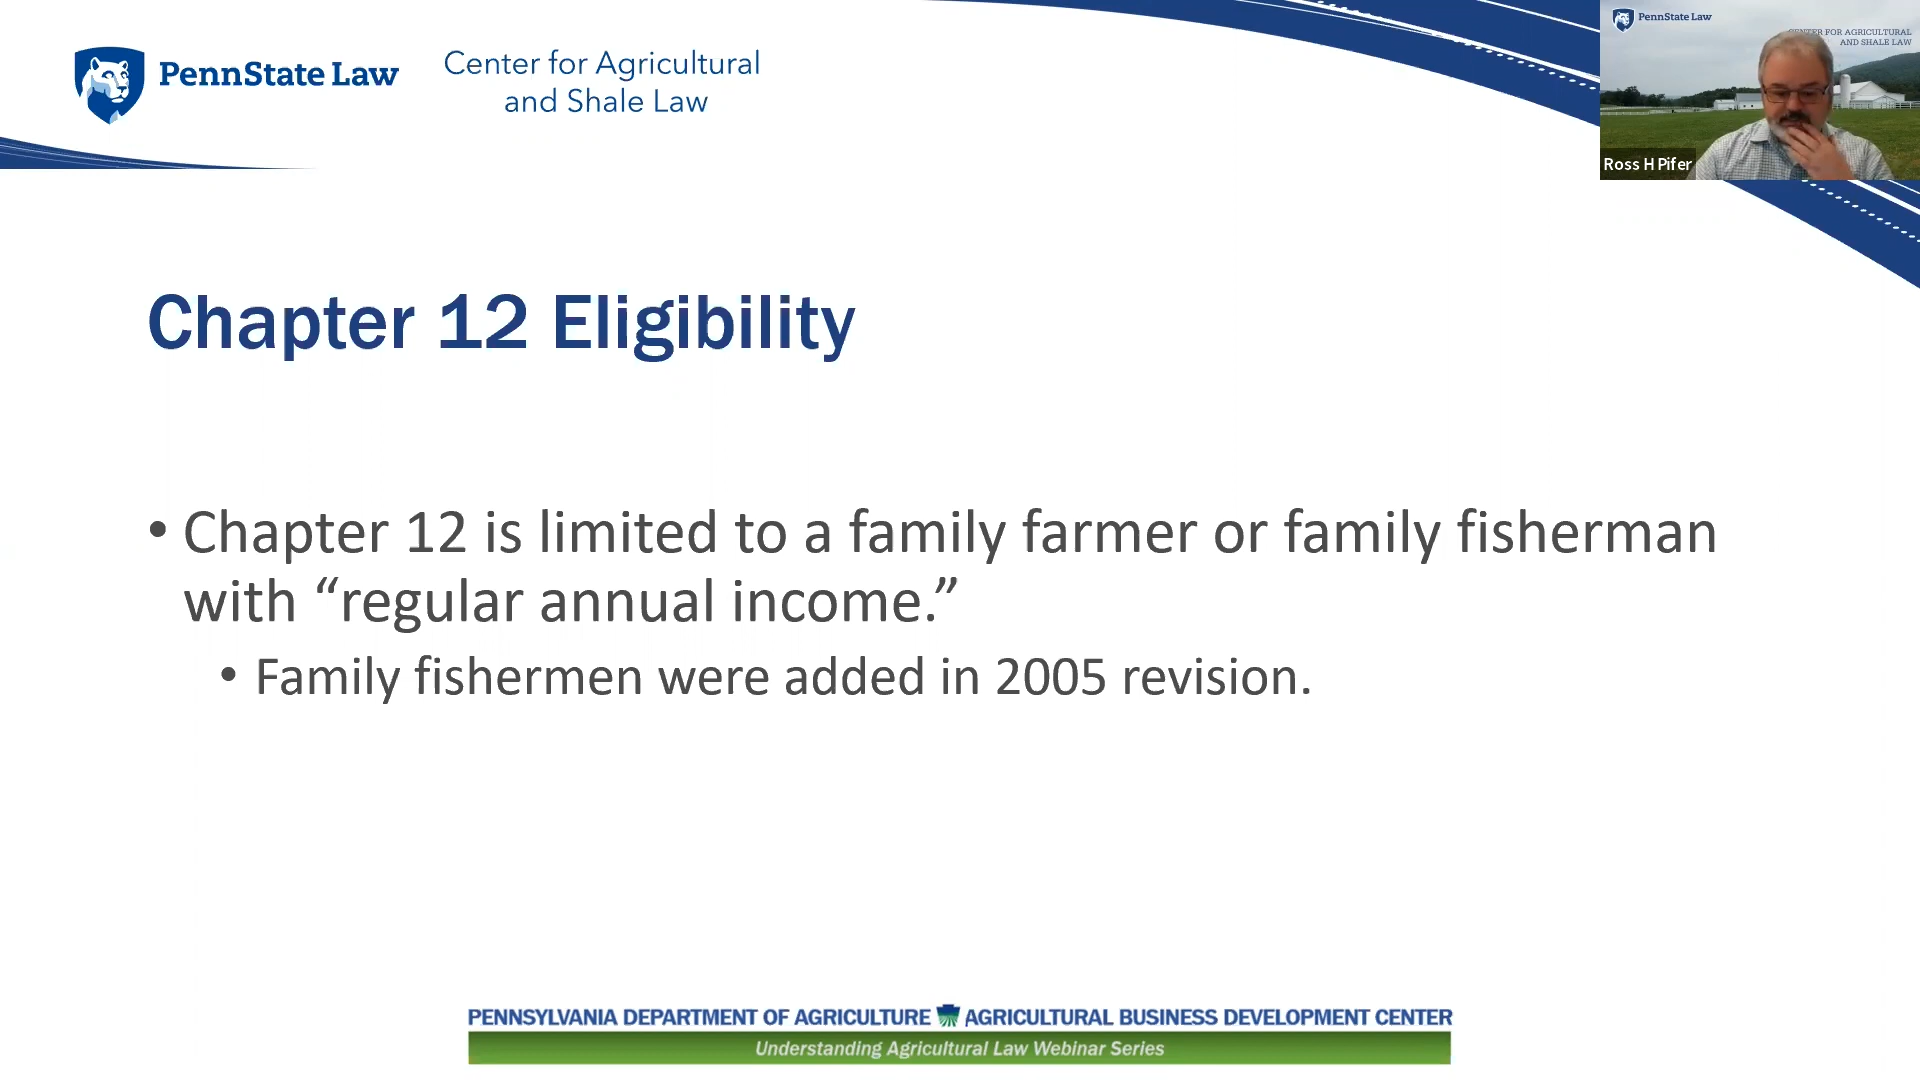 PennState Law
Center for Agricultural
and Shale Law
PennState Law
CENTER FOR AGRICULTURAL
AND SHALE LAW
Ross H Pifer
Chapter 12 Eligibility
• Chapter 12 is limited to a family farmer or family fisherman
with “regular annual income.”
• Family fishermen were added in 2005 revision.
PENNSYLVANIA DEPARTMENT OF AGRICULTURE AGRICULTURAL BUSINESS DEVELOPMENT CENTER
Understanding Agricultural Law Webinar Series